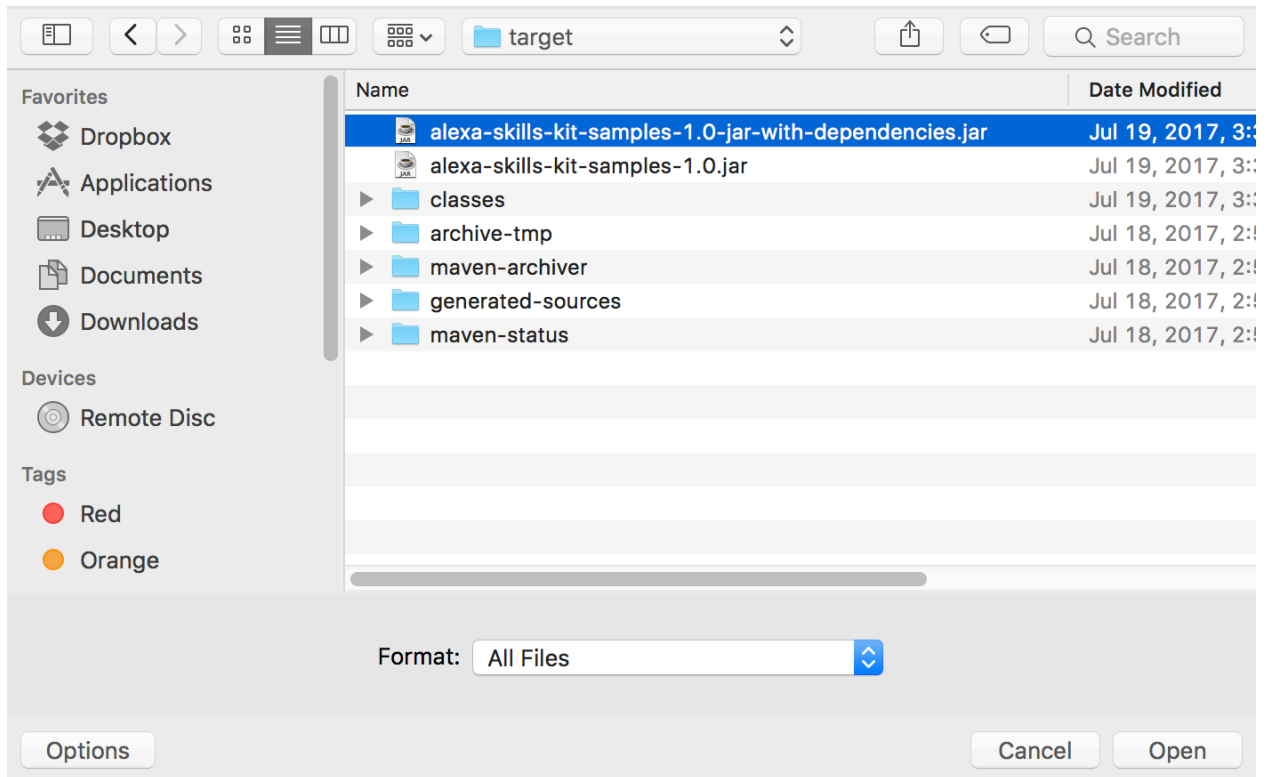 target
Search
Favorites
Dropbox
Applications
Desktop
Documents
Downloads
Devices
Remote Disc
Tags
Red
Orange
Name Date Modified
alexa-skills-kit-samples-1.0-jar-with-dependencies.jar Jul 19, 2017, 3:
alexa-skills-kit-samples-1.0.jar Jul 19, 2017, 3:
classes Jul 19, 2017, 3:
archive-tmp Jul 18, 2017, 2:
maven-archiver Jul 18, 2017, 2:
generated-sources Jul 18, 2017, 2:
maven-status Jul 18, 2017, 2:
Format: All Files
Options Cancel Open